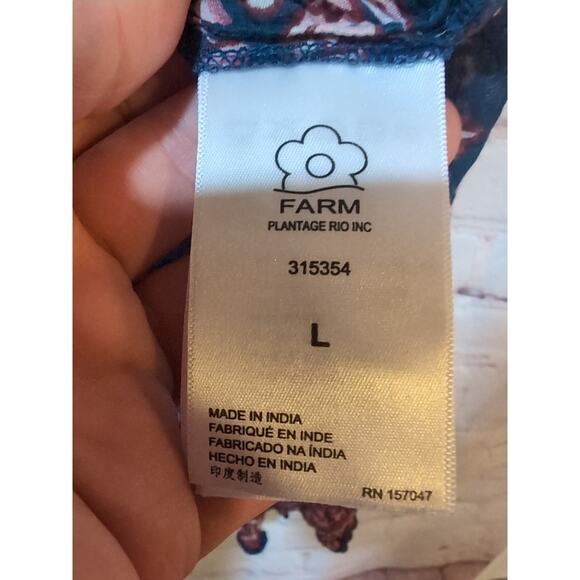 FARM
PLANTAGE RIO INC
315354
L
MADE IN INDIA
FABRIQUÉ EN INDE
FABRICADO NA ÍNDIA
HECHO EN INDIA
印度制造
RN 157047